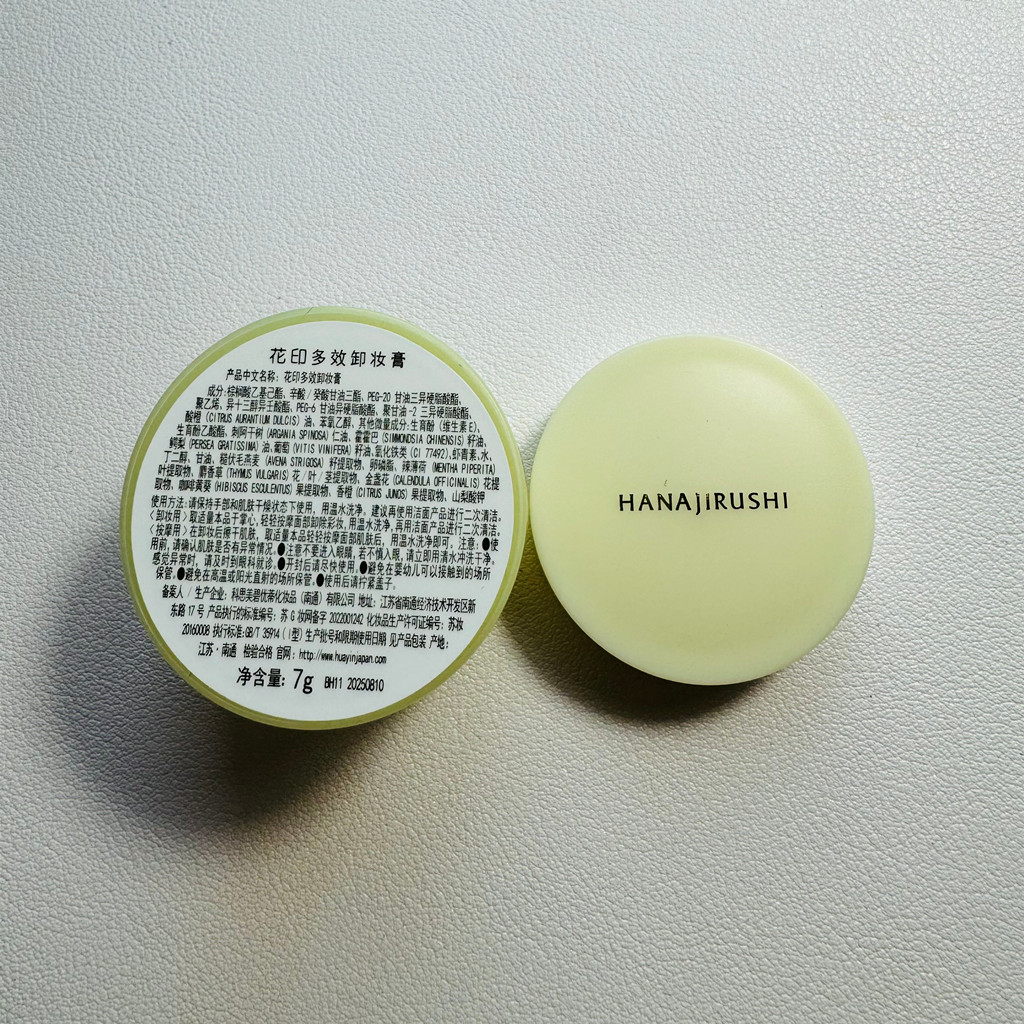 花印多效卸妆膏
产品中文名称: 花印多效卸妆膏
成分:棕榈酸乙基己酯、辛酸/癸酸甘油三酯、PEG-20 甘油三异硬脂酸酯、
聚乙烯、异十三醇异壬酸酯、PEG-6 甘油异硬脂酸酯、聚甘油-2 三异硬脂酸酯、
酸橙 (CITRUS AURANTIUM DULCIS) 油、苯氧乙醇、其他微量成分:生育酚 (维生素 E)、
生育酚乙酸酯、刺阿干树 (ARGANIA SPINOSA) 仁油、霍霍巴 (SIMMONDSIA CHINENSIS) 籽油、
鳄梨 (PERSEA GRATISSIMA) 油、葡萄 (VITIS VINIFERA) 籽油、氧化铁类 (CI 77492)、虾青素、水、
丁二醇、甘油、糙伏毛燕麦 (AVENA STRIGOSA) 籽提取物、卵磷脂、辣薄荷 (MENTHA PIPERITA)
叶提取物、麝香草 (THYMUS VULGARIS) 花/叶/茎提取物、金盏花 (CALENDULA OFFICINALIS) 花提
取物、咖啡黄葵 (HIBISCUS ESCULENTUS) 果提取物、香橙 (CITRUS JUNOS) 果提取物、山梨酸钾
使用方法:请保持手部和肌肤干燥状态下使用，用温水洗净。建议再使用洁面产品进行二次清洁。
〈卸妆用〉取适量本品于掌心,轻轻按摩面部卸除彩妆,用温水洗净,再用洁面产品进行二次清洁。
〈按摩用〉在卸妆后擦干肌肤，取适量本品轻轻按摩面部肌肤后，用温水洗净即可。注意: ●使
用前,请确认肌肤是否有异常情况。●注意不要进入眼睛,若不慎入眼,请立即用清水冲洗干净。
感觉异常时，请及时到眼科就诊。●开封后请尽快使用。●避免在婴幼儿可以接触到的场所
保管。●避免在高温或阳光直射的场所保管。●使用后请拧紧盖子。
备案人/生产企业: 科思美碧优蒂化妆品（南通）有限公司 地址: 江苏省南通经济技术开发区新
东路 17 号 产品执行的标准编号: 苏 G 妆网备字 2022001242 化妆品生产许可证编号: 苏妆
20160008 执行标准:GB/T 35914 (Ⅰ型) 生产批号和限期使用日期 见产品包装 产地:
江苏·南通 检验合格 官网: http://www.huayinjapan.com
净含量: 7g BH11 20250810
HANAJIRUSHI